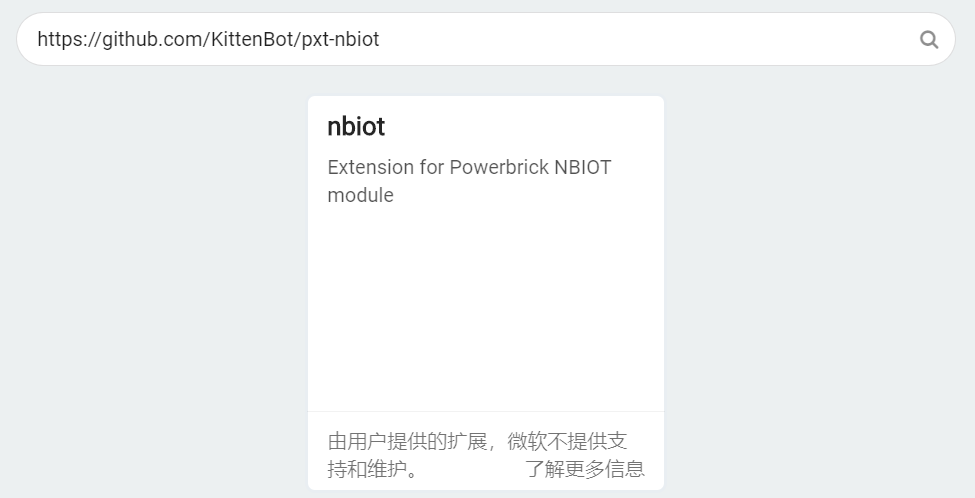 https://github.com/KittenBot/pxt-nbiot
nbiot
Extension for Powerbrick NBIOT
module
由用户提供的扩展，微软不提供支
持和维护。 了解更多信息